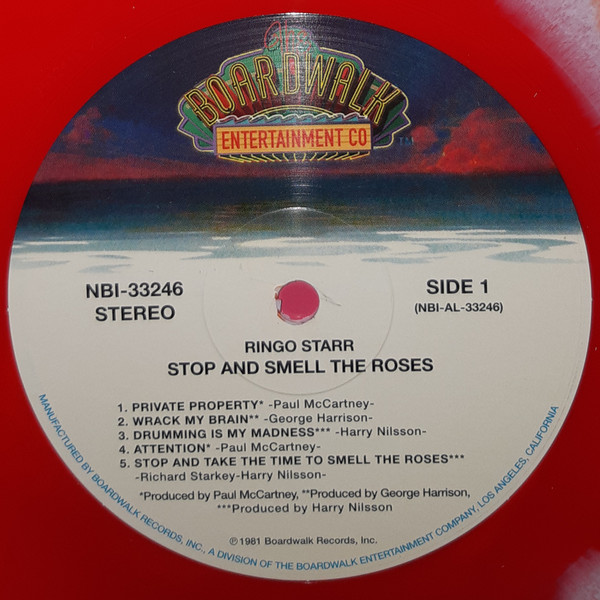 The
BOARDWALK
ENTERTAINMENT CO
TM
NBI-33246
STEREO
SIDE 1
(NBI-AL-33246)
RINGO STARR
STOP AND SMELL THE ROSES
1. PRIVATE PROPERTY* -Paul McCartney-
2. WRACK MY BRAIN** -George Harrison-
3. DRUMMING IS MY MADNESS*** -Harry Nilsson-
4. ATTENTION* -Paul McCartney-
5. STOP AND TAKE THE TIME TO SMELL THE ROSES***
-Richard Starkey-Harry Nilsson-
*Produced by Paul McCartney, **Produced by George Harrison,
***Produced by Harry Nilsson
℗ 1981 Boardwalk Records, Inc.
MANUFACTURED BY BOARDWALK RECORDS, INC., A DIVISION OF THE BOARDWALK ENTERTAINMENT COMPANY, LOS ANGELES, CALIFORNIA